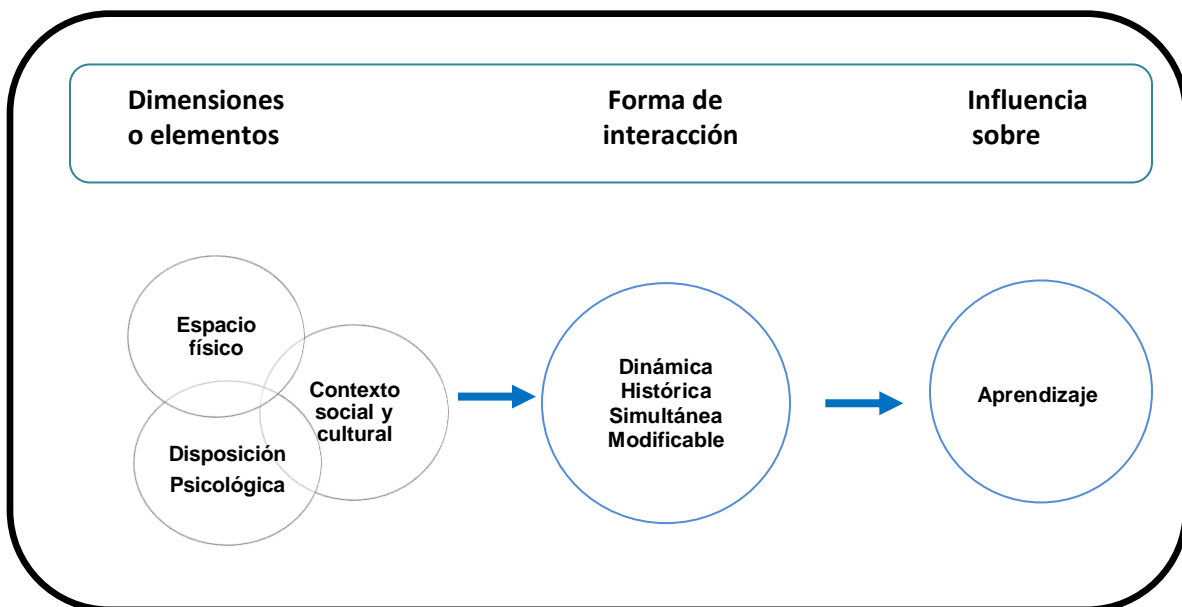 Dimensiones
o elementos
Forma de
interacción
Influencia
sobre
Espacio
físico
Contexto
social y
cultural
Disposición
Psicológica
Dinámica
Histórica
Simultánea
Modificable
Aprendizaje